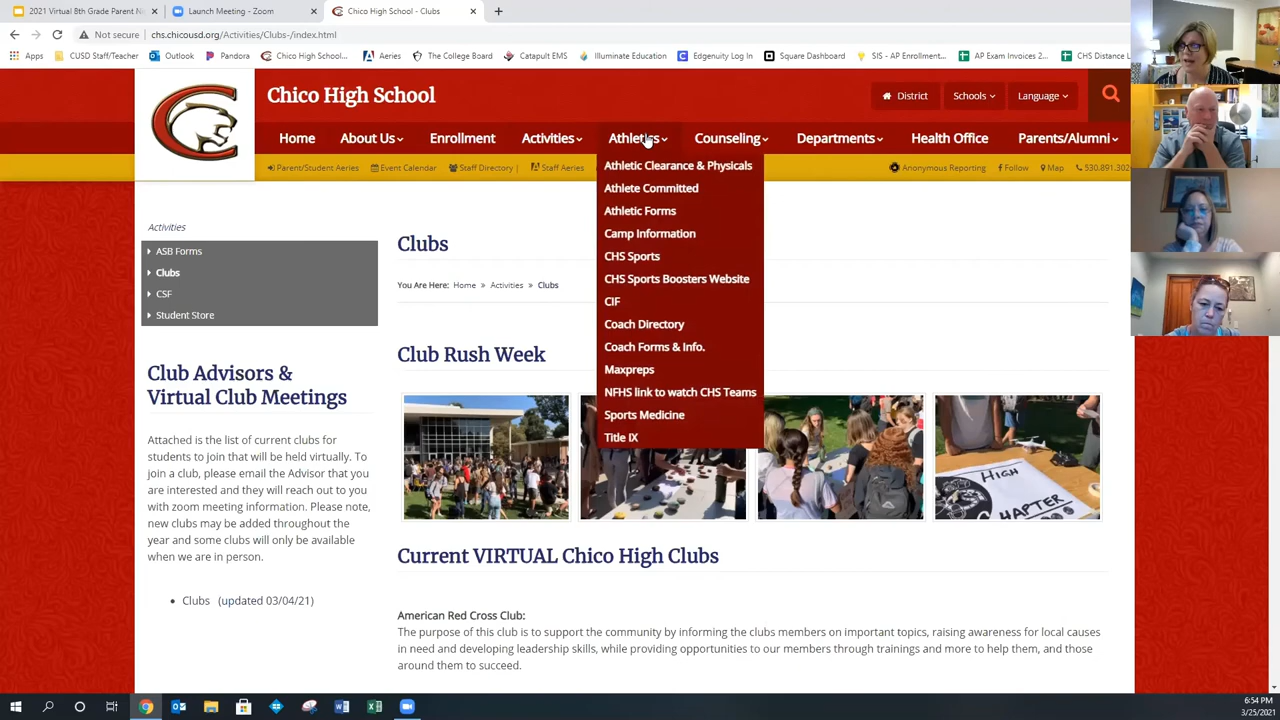 2021 Virtual 8th Grade Parent Ni
Launch Meeting - Zoom
Chico High School - Clubs
Not secure
chs.chicousd.org/Activities/Clubs-/index.html
Apps
CUSD Staff/Teacher
Outlook
Pandora
Chico High School...
Aeries
The College Board
Catapult EMS
Illuminate Education
Edgenuity Log In
Square Dashboard
SIS - AP Enrollment...
AP Exam Invoices 2...
CHS Distance L
Chico High School
District
Schools
Language
Home
About Us
Enrollment
Activities
Athletics
Counseling
Departments
Health Office
Parents/Alumni
Parent/Student Aeries
Event Calendar
Staff Directory |
Staff Aeries
Anonymous Reporting
Follow
Map
530.891.302
Athletic Clearance & Physicals
Athlete Committed
Athletic Forms
Camp Information
CHS Sports
CHS Sports Boosters Website
CIF
Coach Directory
Coach Forms & Info.
Maxpreps
NFHS link to watch CHS Teams
Sports Medicine
Title IX
Activities
ASB Forms
Clubs
CSF
Student Store
Club Advisors &
Virtual Club Meetings
Attached is the list of current clubs for
students to join that will be held virtually. To
join a club, please email the Advisor that you
are interested and they will reach out to you
with zoom meeting information. Please note,
new clubs may be added throughout the
year and some clubs will only be available
when we are in person.
Clubs (updated 03/04/21)
Clubs
You Are Here: Home » Activities » Clubs
Club Rush Week
HIGH
CHAPTER
Current VIRTUAL Chico High Clubs
American Red Cross Club:
The purpose of this club is to support the community by informing the clubs members on important topics, raising awareness for local causes
in need and developing leadership skills, while providing opportunities to our members through trainings and more to help them, and those
around them to succeed.
6:54 PM
3/25/2021